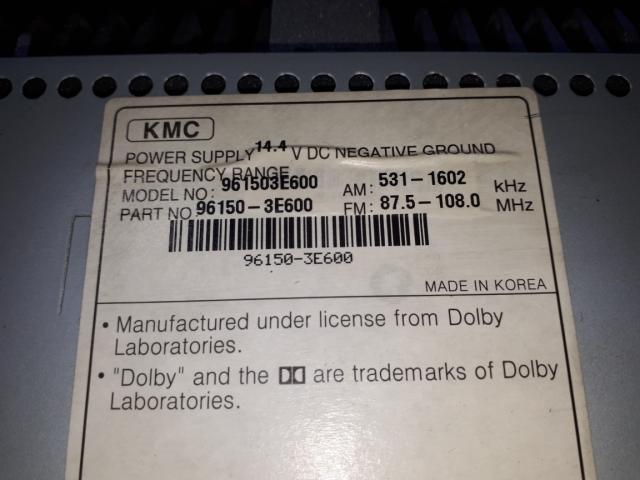 KMC
POWER SUPPLY 14.4 V DC NEGATIVE GROUND
FREQUENCY RANGE
MODEL NO: 961503E600 AM: 531-1602 kHz
PART NO 96150-3E600 FM: 87.5-108.0 MHz
96150-3E600
MADE IN KOREA
• Manufactured under license from Dolby
Laboratories.
• "Dolby" and the are trademarks of Dolby
Laboratories.